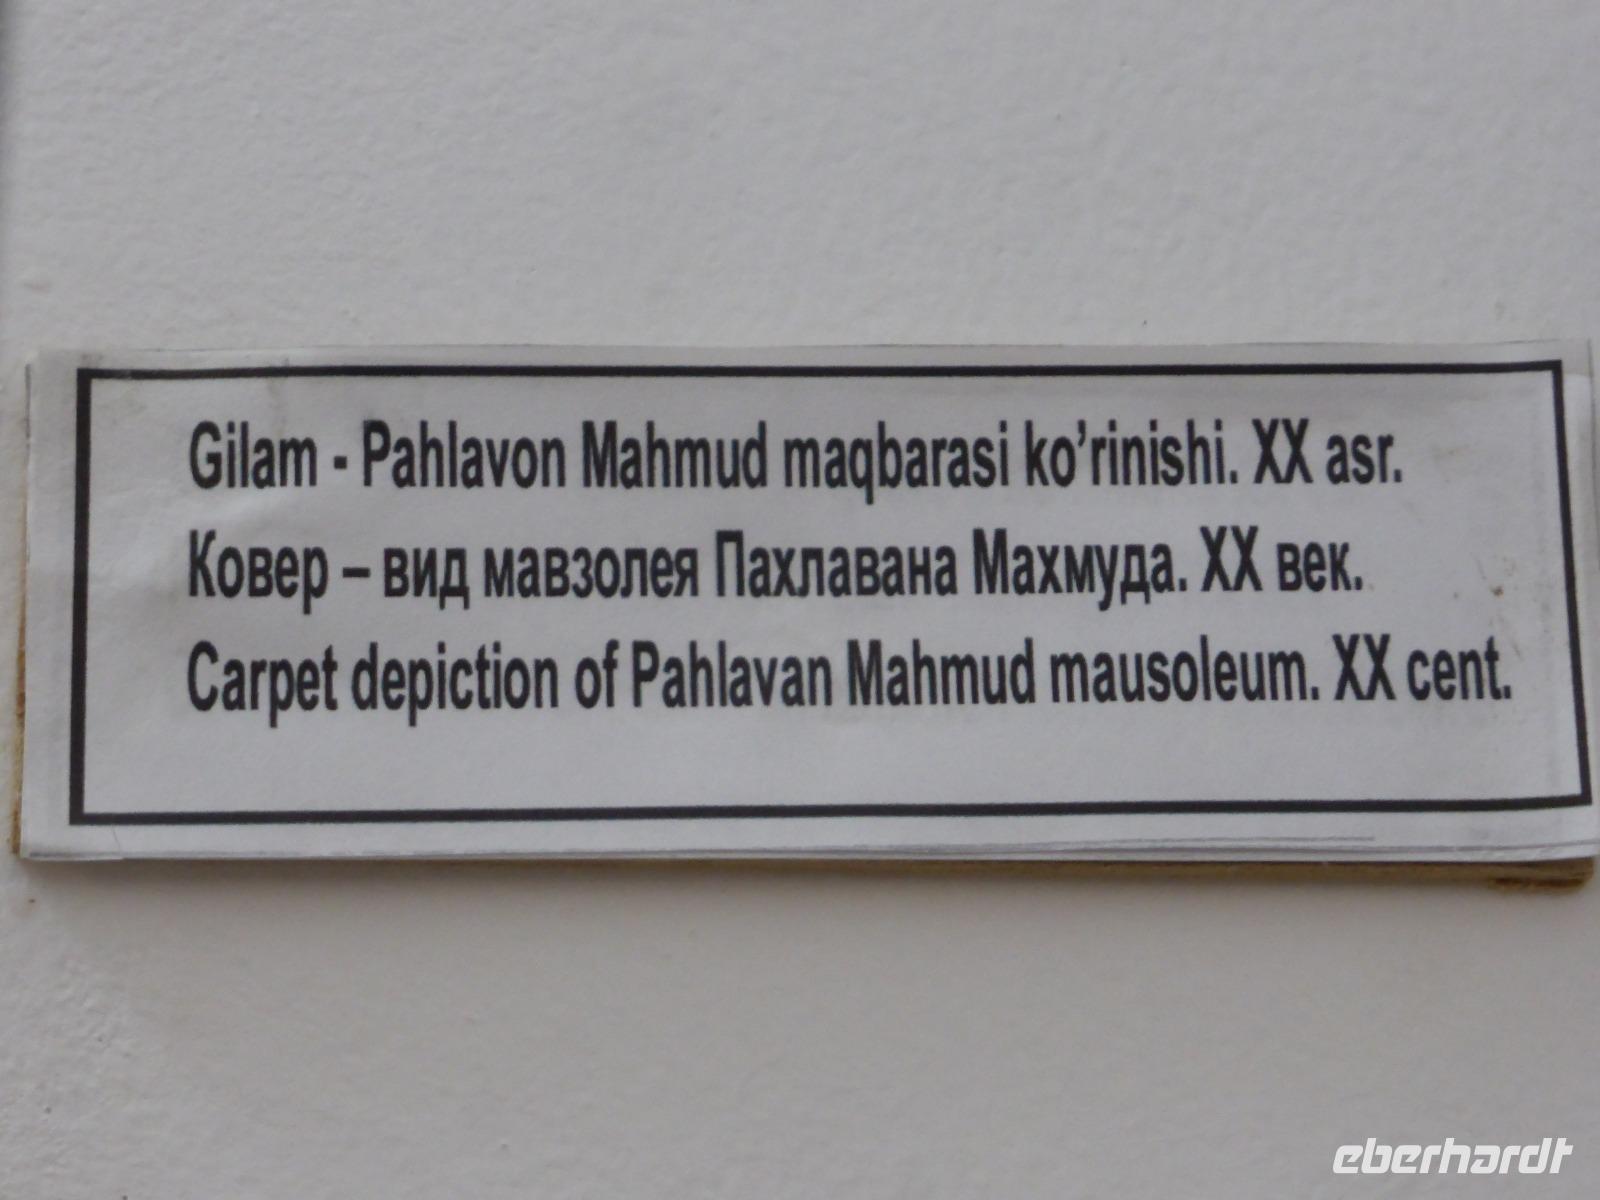 Gilam - Pahlavon Mahmud maqbarasi ko’rinishi. XX asr.
Ковер – вид мавзолея Пахлавана Махмуда. XX век.
Carpet depiction of Pahlavan Mahmud mausoleum. XX cent.
eberhardt